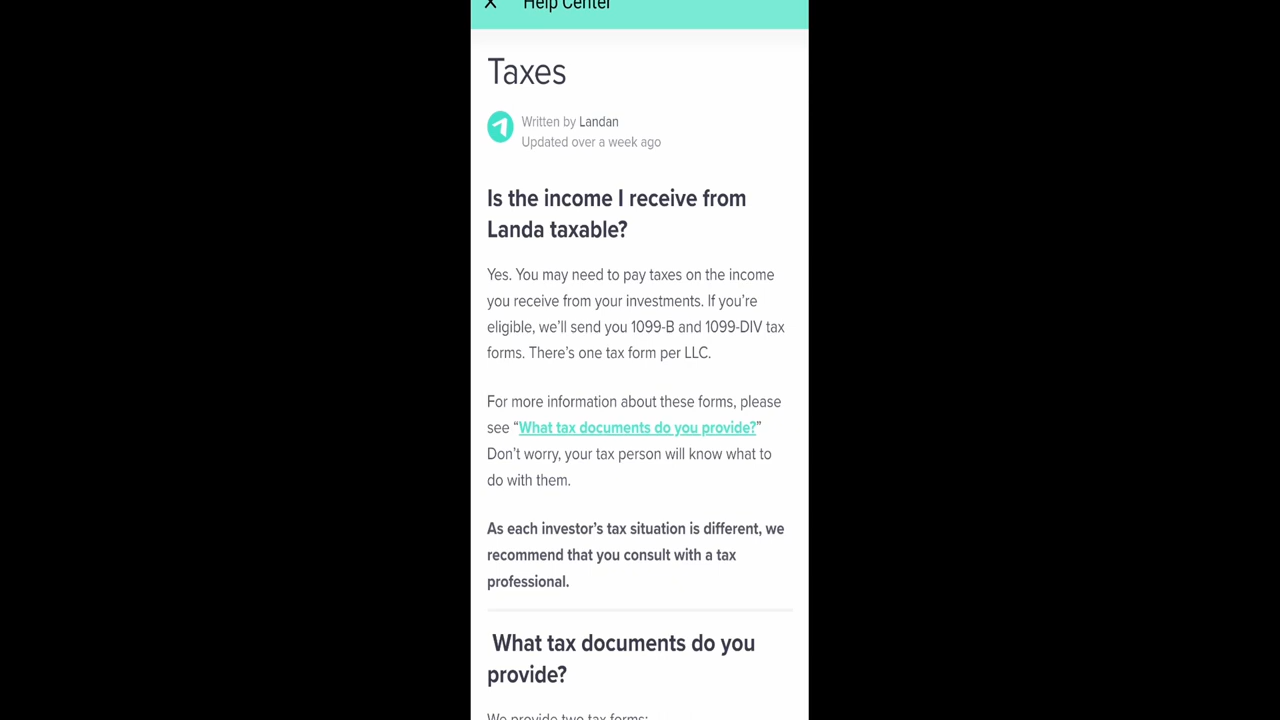 Help Center
Taxes
Written by Landan
Updated over a week ago
Is the income I receive from
Landa taxable?
Yes. You may need to pay taxes on the income
you receive from your investments. If you’re
eligible, we’ll send you 1099-B and 1099-DIV tax
forms. There’s one tax form per LLC.
For more information about these forms, please
see “What tax documents do you provide?”
Don’t worry, your tax person will know what to
do with them.
As each investor’s tax situation is different, we
recommend that you consult with a tax
professional.
What tax documents do you
provide?
We provide two tax forms: